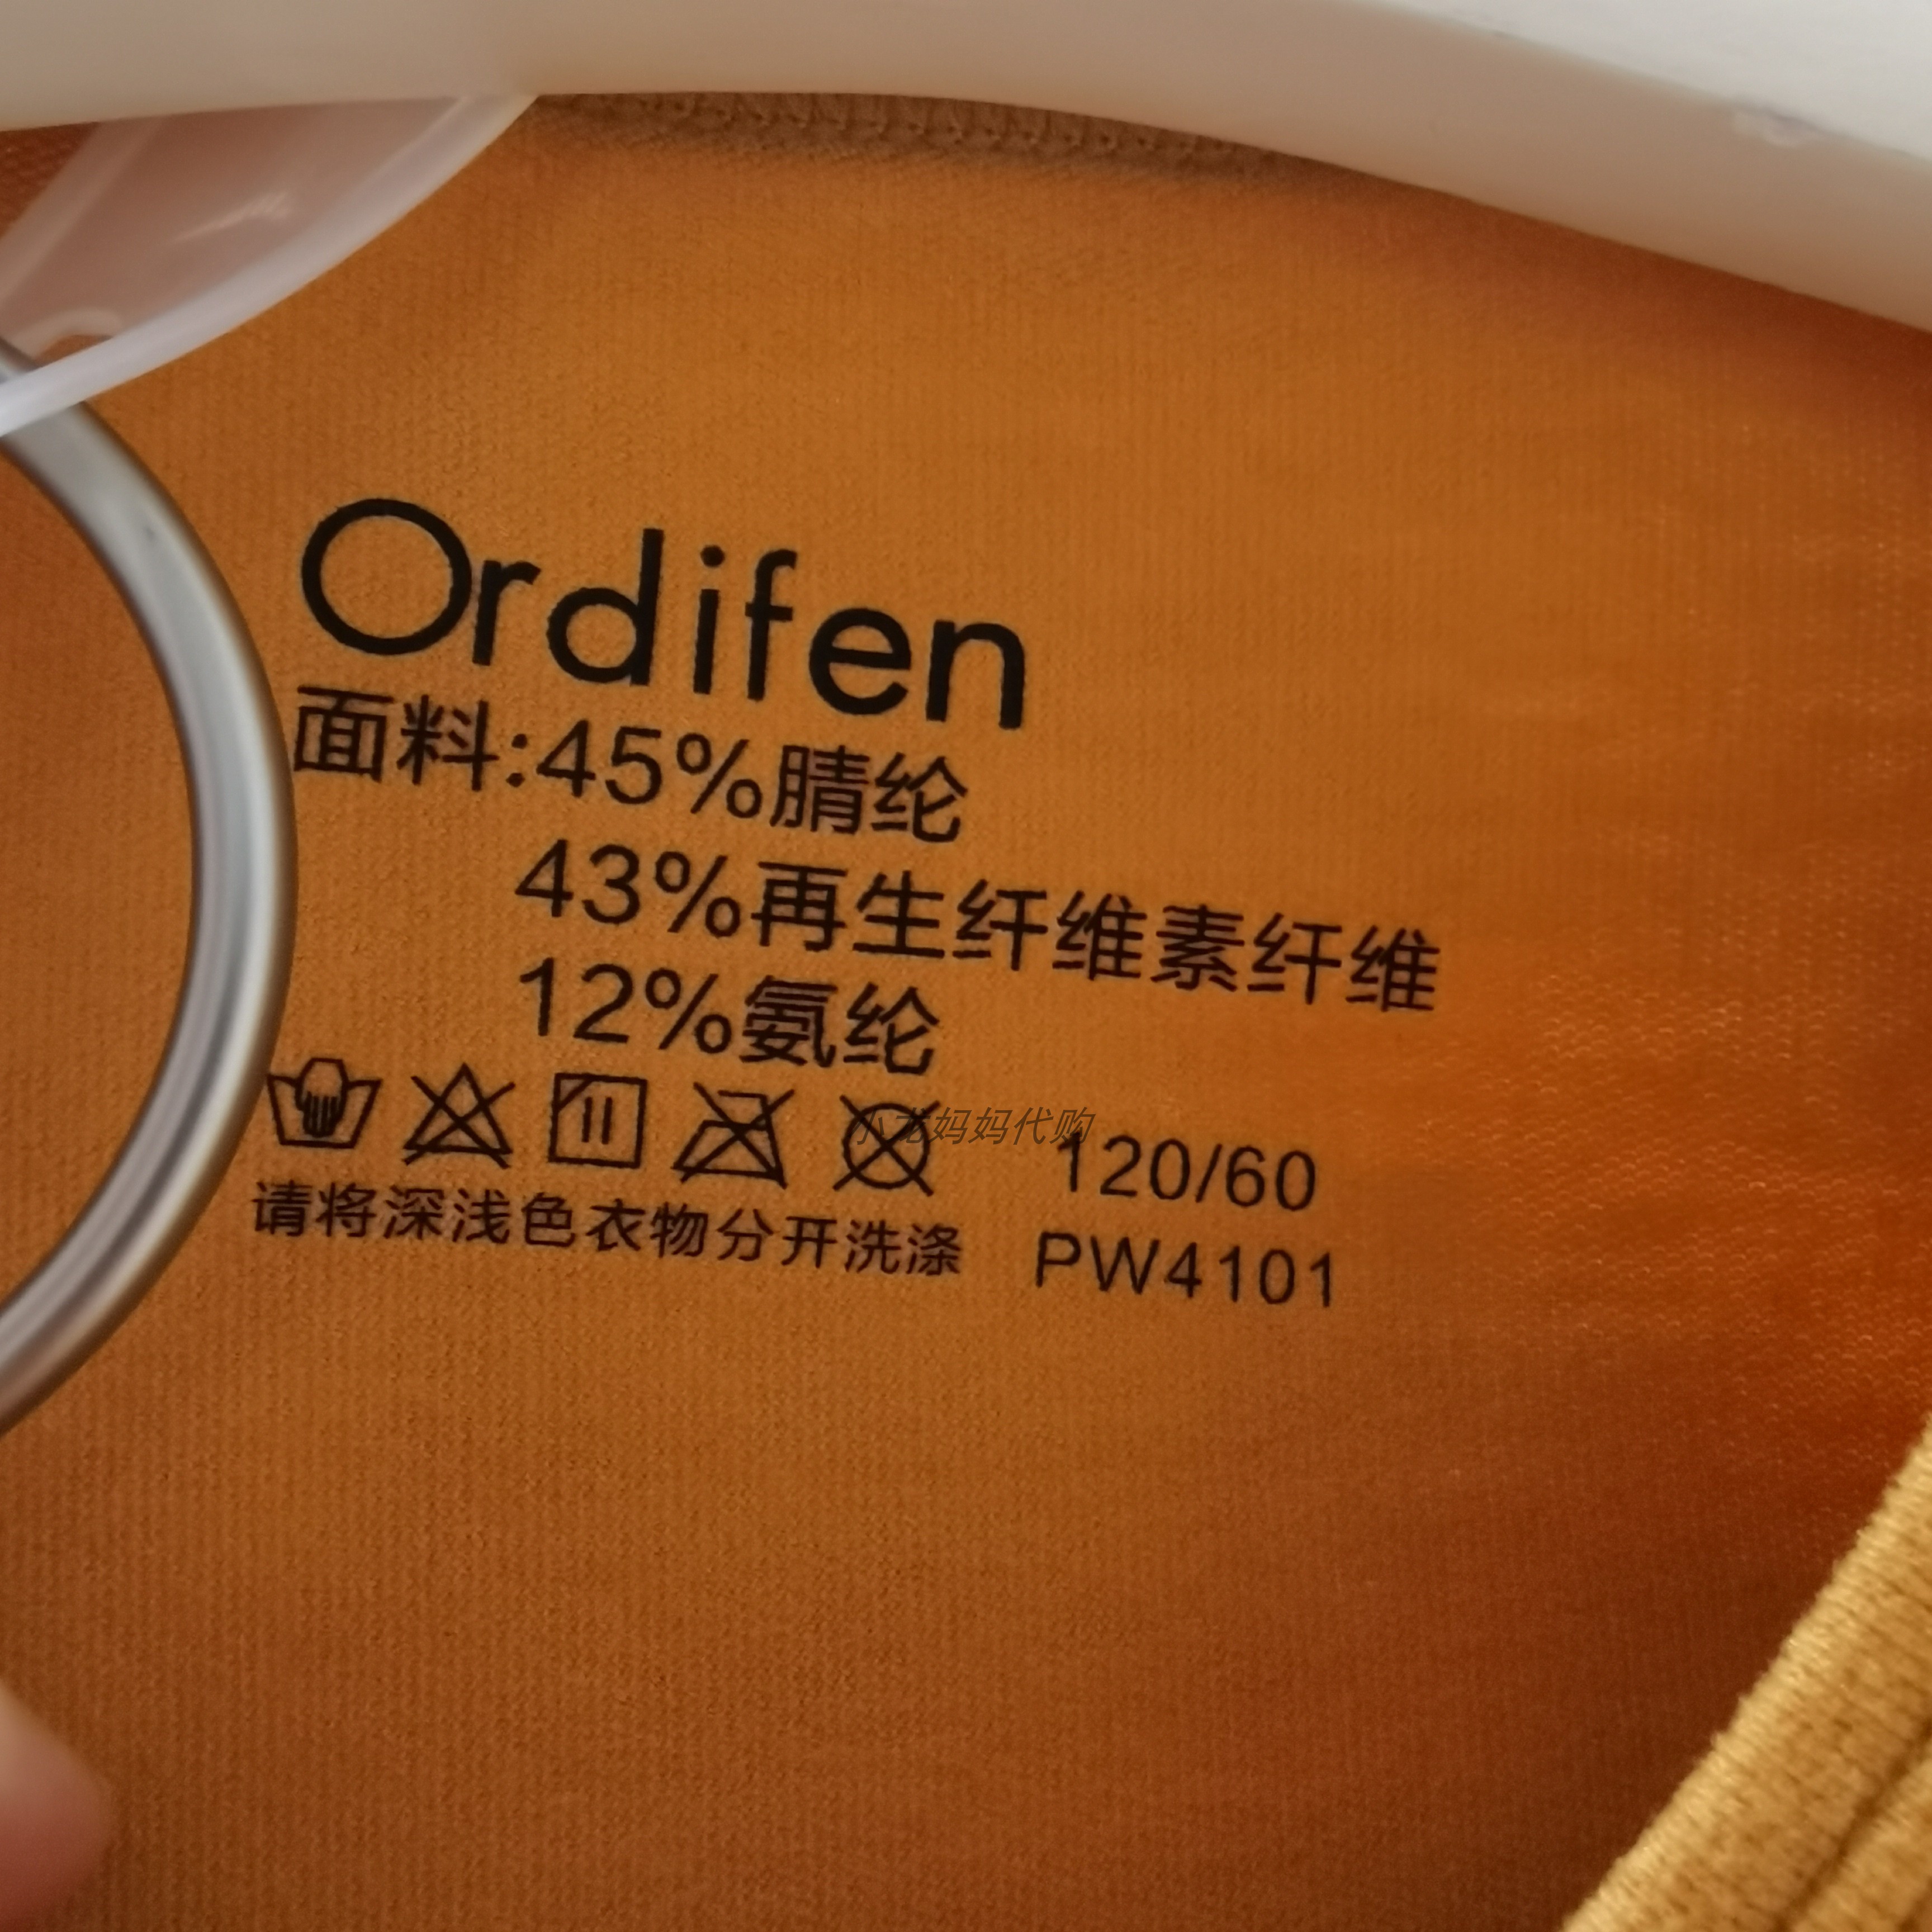 Ordifen
面料:45%腈纶
43%再生纤维素纤维
12%氨纶
小龙妈妈代购
120/60
请将深浅色衣物分开洗涤 PW4101